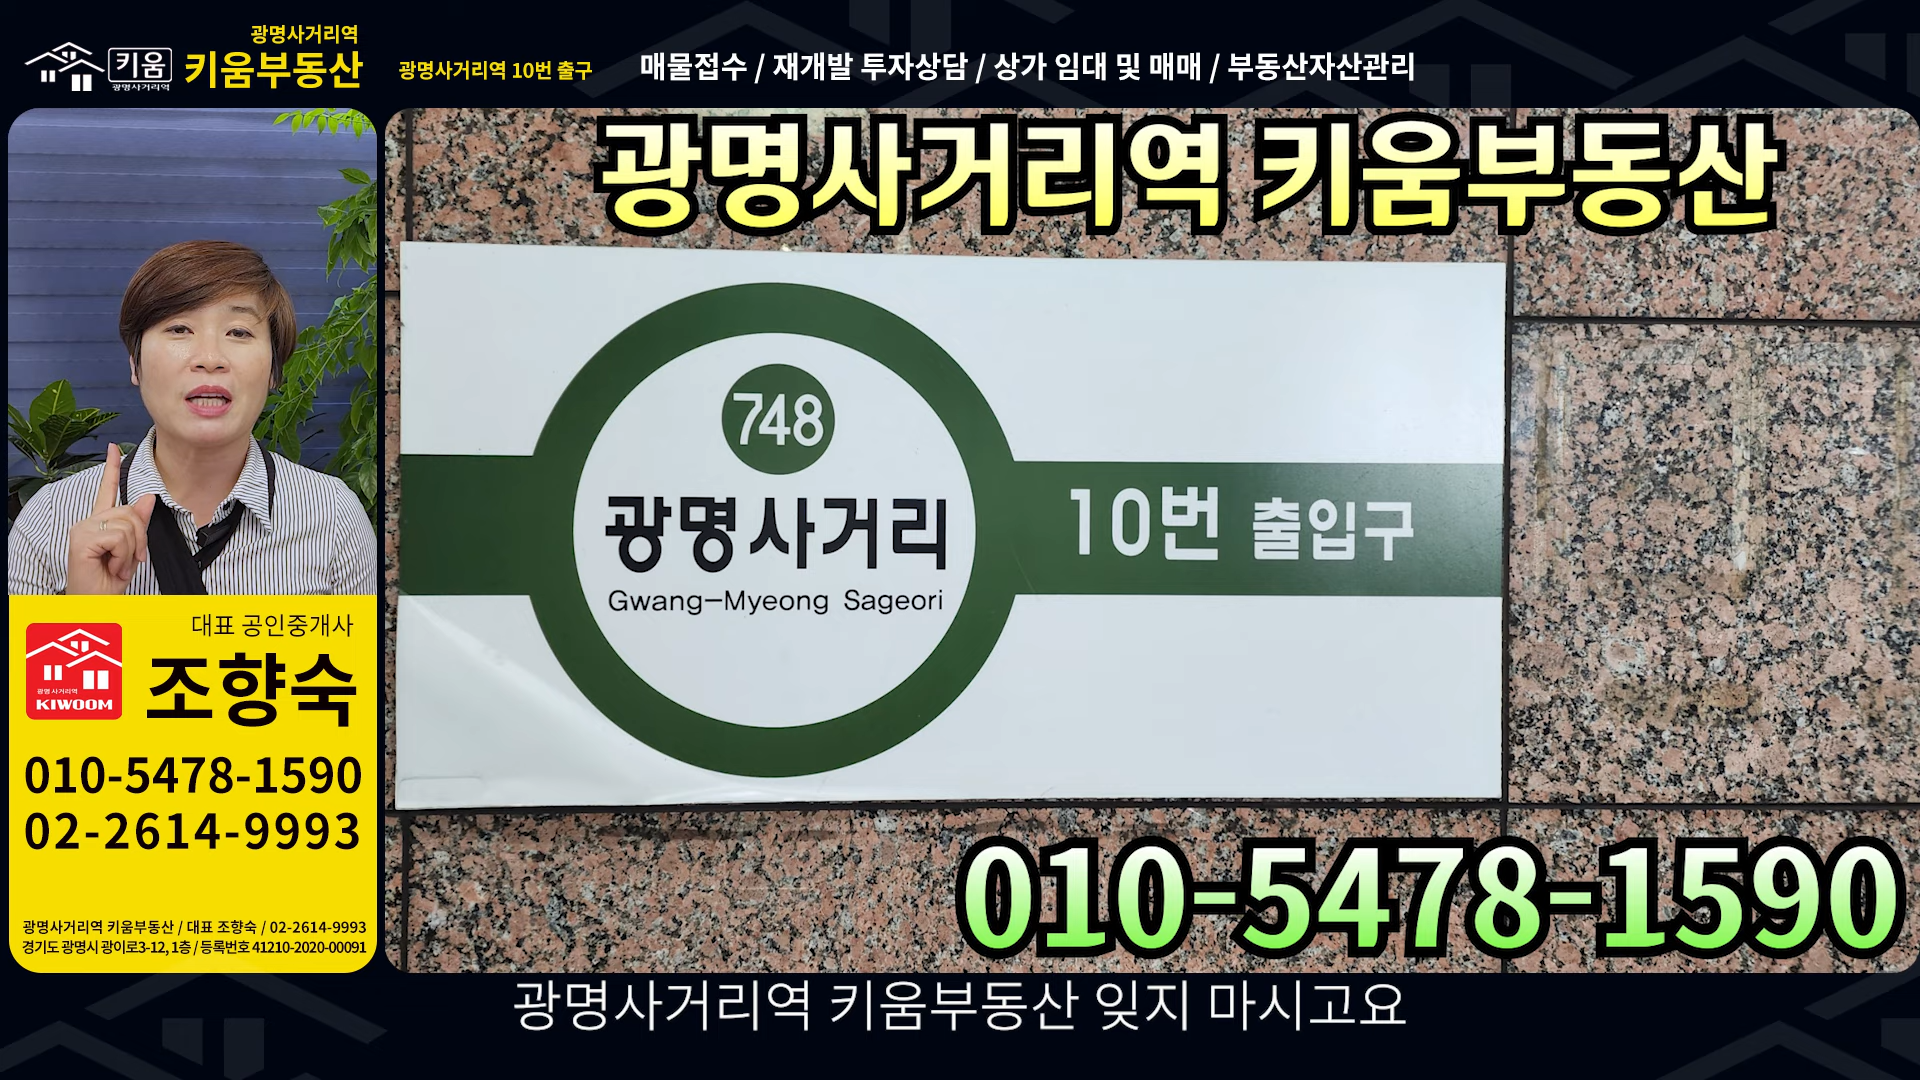 광명사거리역
키움부동산
키움
광명사거리역
광명사거리역 10번 출구
매물접수 / 재개발 투자상담 / 상가 임대 및 매매 / 부동산자산관리
광명사거리역 키움부동산
748
광명사거리
Gwang-Myeong Sageori
10번 출입구
010-5478-1590
대표 공인중개사
조향숙
광명사거리역
KIWOOM
010-5478-1590
02-2614-9993
광명사거리역 키움부동산 / 대표 조향숙 / 02-2614-9993
경기도 광명시 광이로3-12, 1층 / 등록번호 41210-2020-00091
광명사거리역 키움부동산 잊지 마시고요